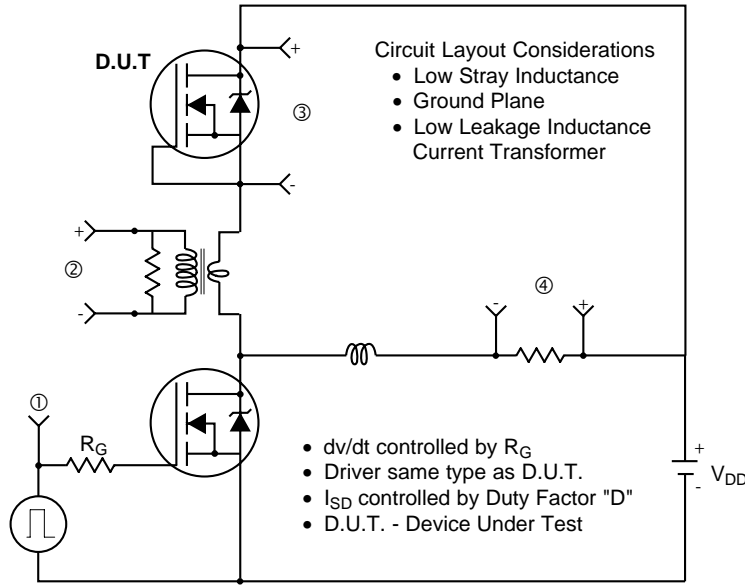 D.U.T
+
Circuit Layout Considerations
• Low Stray Inductance
• Ground Plane
• Low Leakage Inductance
Current Transformer
③
-
+
②
-
④
-
+
①
RG
• dv/dt controlled by RG
• Driver same type as D.U.T.
• ISD controlled by Duty Factor "D"
• D.U.T. - Device Under Test
+
VDD
-